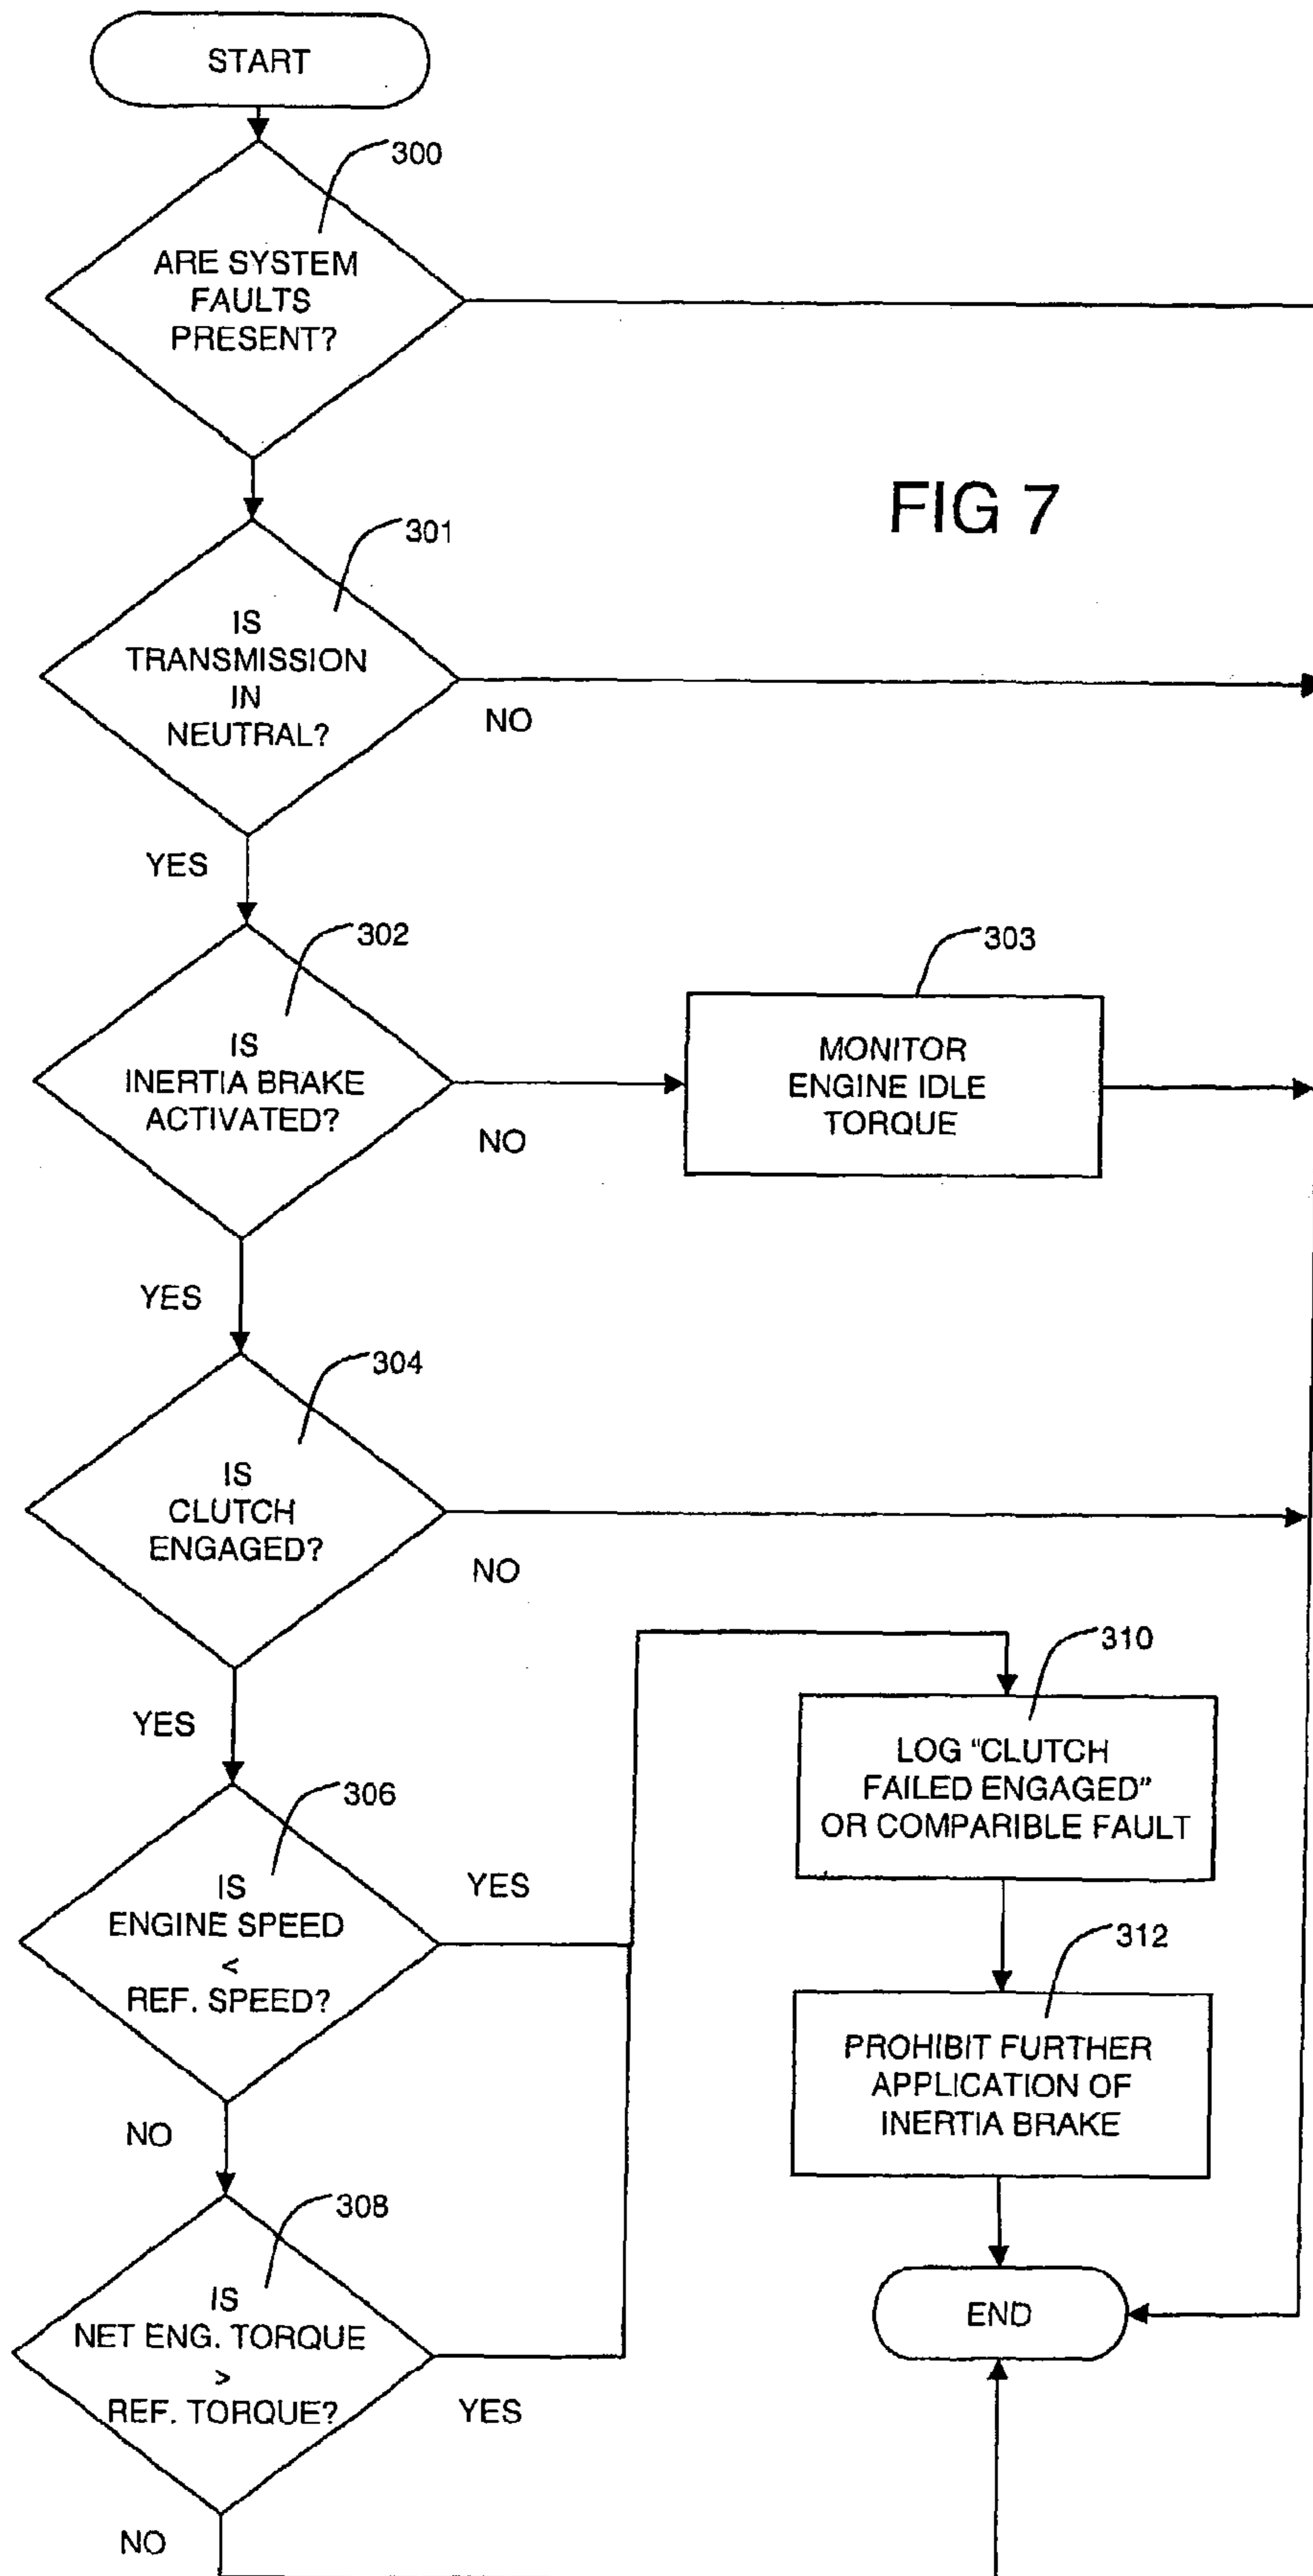 START
300
ARE SYSTEM
FAULTS
PRESENT?
FIG 7
301
IS
TRANSMISSION
IN
NEUTRAL?
NO
YES
302
IS
INERTIA BRAKE
ACTIVATED?
NO
303
MONITOR
ENGINE IDLE
TORQUE
YES
304
IS
CLUTCH
ENGAGED?
NO
YES
306
IS
ENGINE SPEED
<
REF. SPEED?
YES
NO
310
LOG "CLUTCH
FAILED ENGAGED"
OR COMPARIBLE FAULT
312
PROHIBIT FURTHER
APPLICATION OF
INERTIA BRAKE
308
IS
NET ENG. TORQUE
>
REF. TORQUE?
YES
NO
END